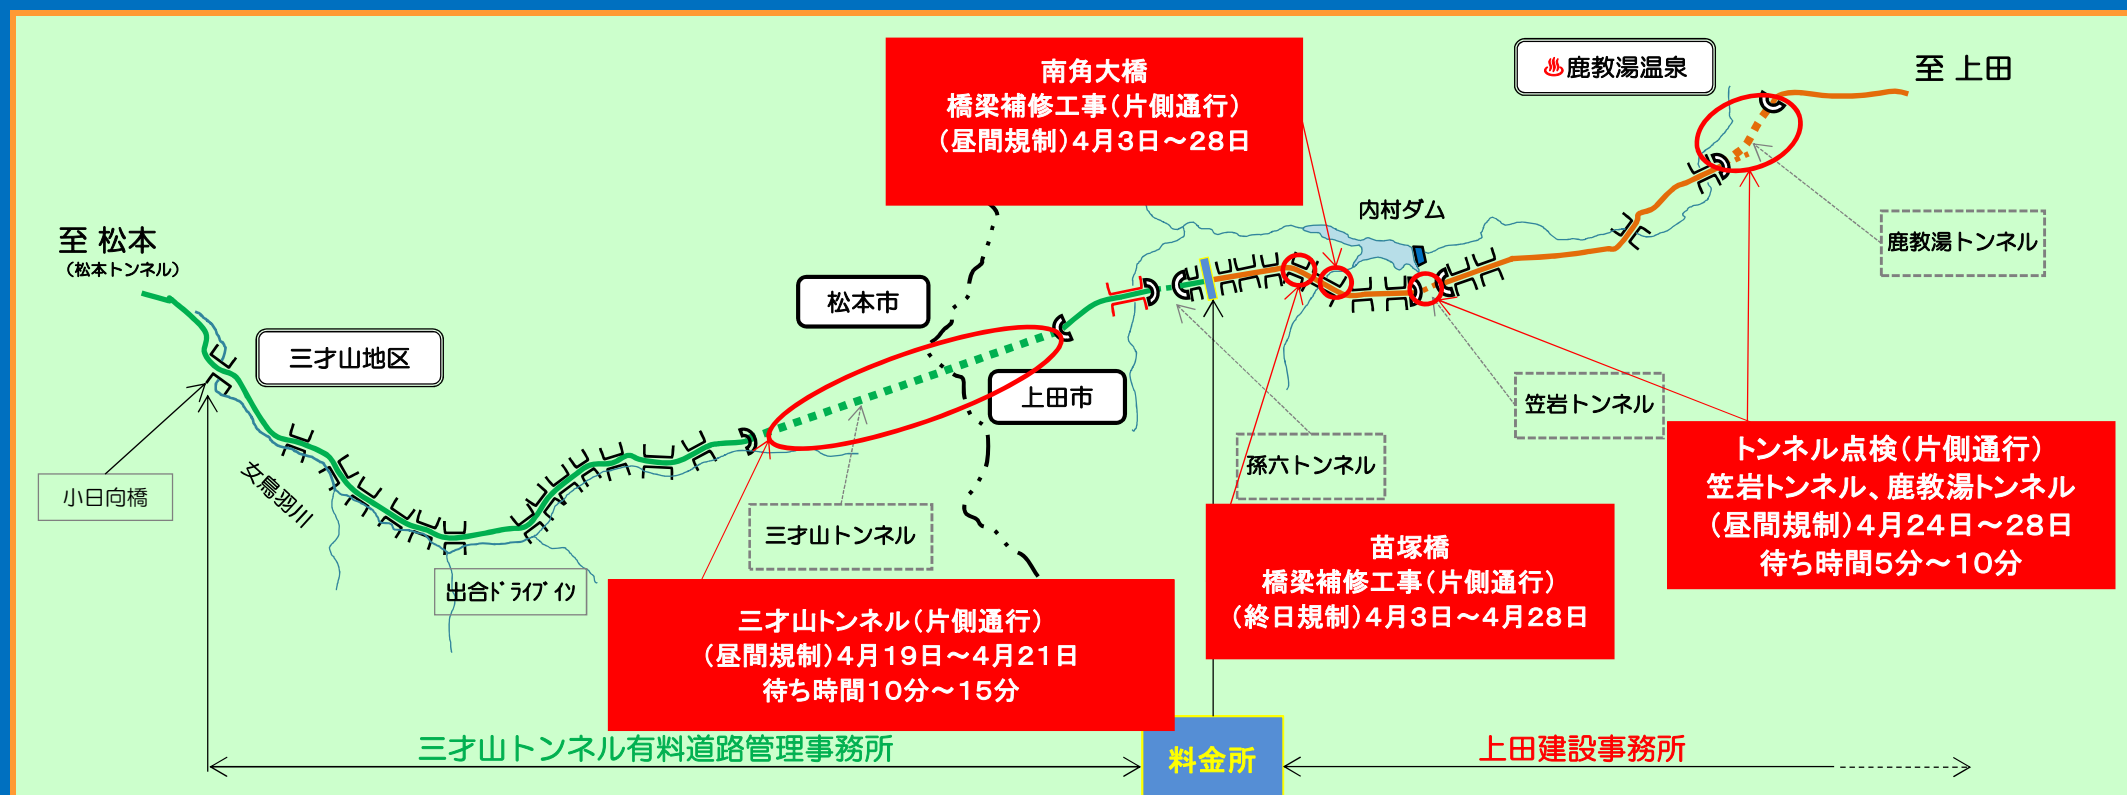 南角大橋
橋梁補修工事（片側通行）
（昼間規制）４月３日～２８日
♨鹿教湯温泉
至 上田
内村ダム
鹿教湯トンネル
至 松本
（松本トンネル）
松本市
三才山地区
上田市
笠岩トンネル
孫六トンネル
小日向橋
女鳥羽川
三才山トンネル
出合ﾄﾞﾗｲﾌﾞｲﾝ
トンネル点検（片側通行）
笠岩トンネル、鹿教湯トンネル
（昼間規制）４月２４日～２８日
待ち時間５分～１０分
苗塚橋
橋梁補修工事（片側通行）
（終日規制）４月３日～４月２８日
三才山トンネル（片側通行）
（昼間規制）４月１９日～４月２１日
待ち時間１０分～１５分
三才山トンネル有料道路管理事務所
料金所
上田建設事務所